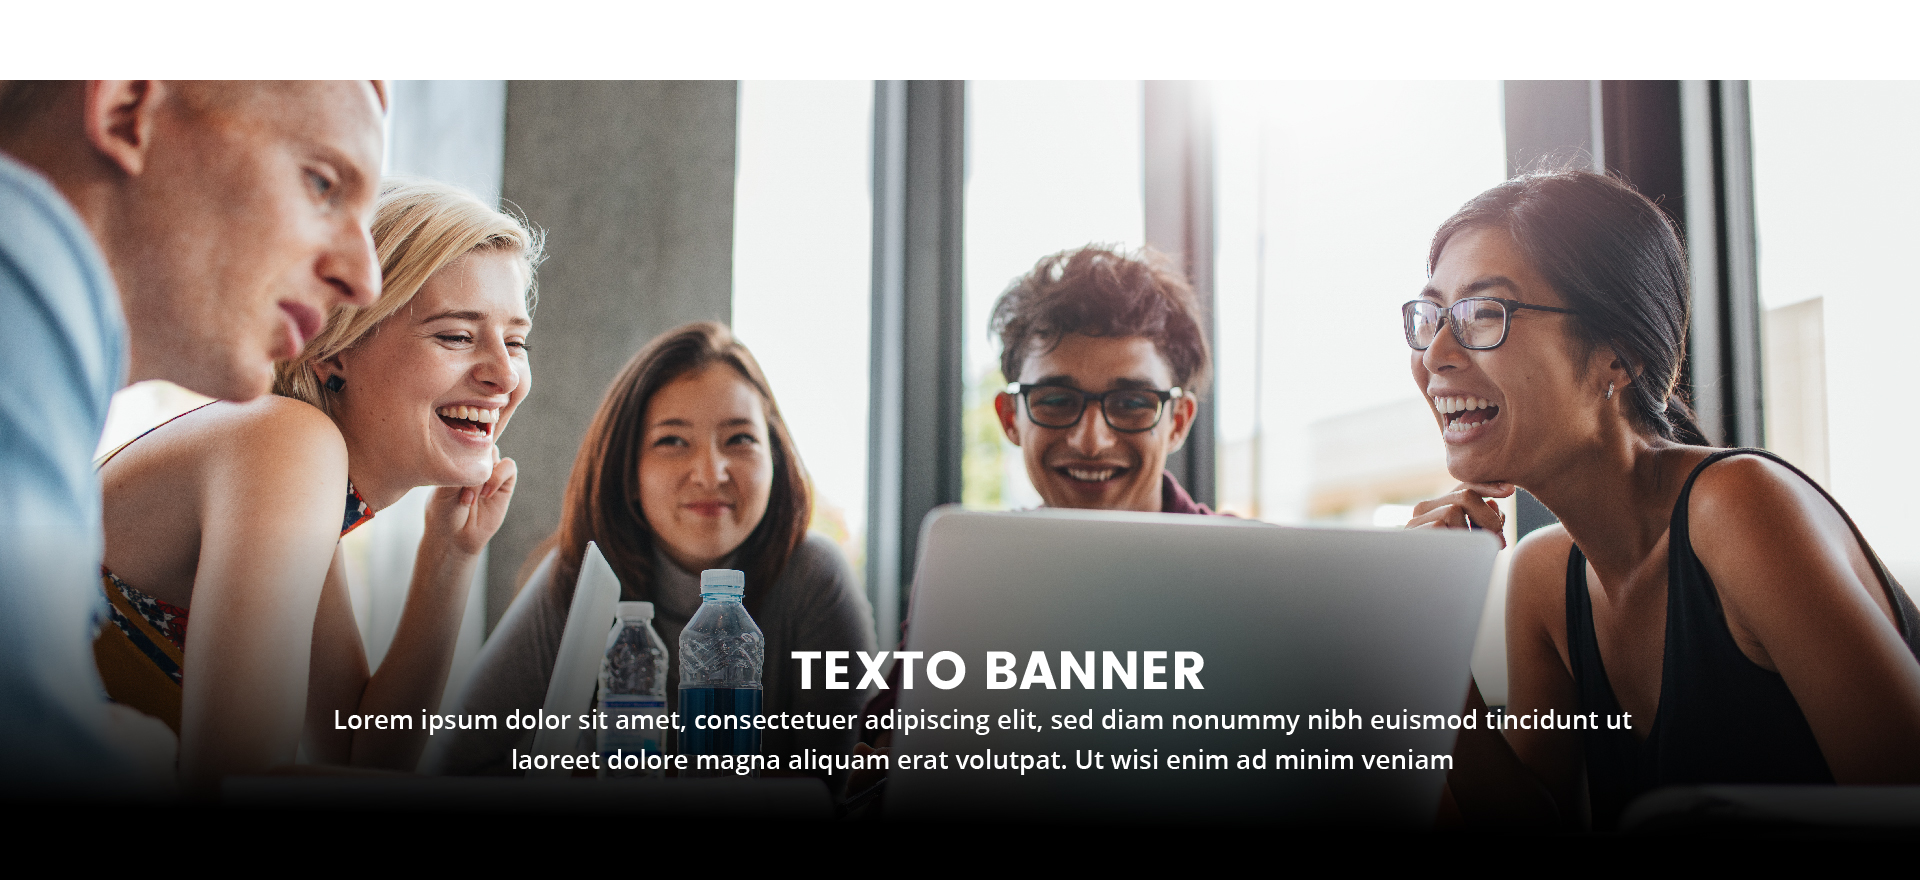 TEXTO BANNER
Lorem ipsum dolor sit amet, consectetuer adipiscing elit, sed diam nonummy nibh euismod tincidunt ut
laoreet dolore magna aliquam erat volutpat. Ut wisi enim ad minim veniam